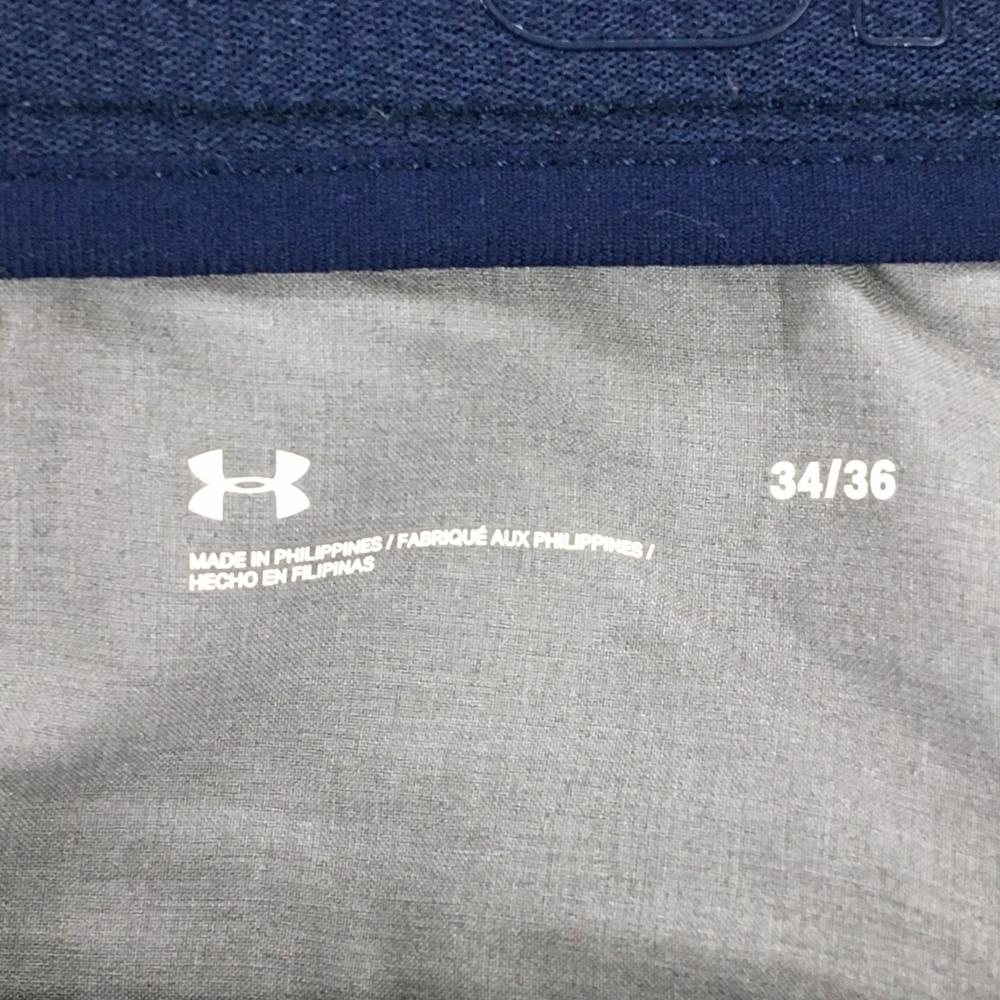 34/36
MADE IN PHILIPPINES / FABRIQUÉ AUX PHILIPPINES /
HECHO EN FILIPINAS